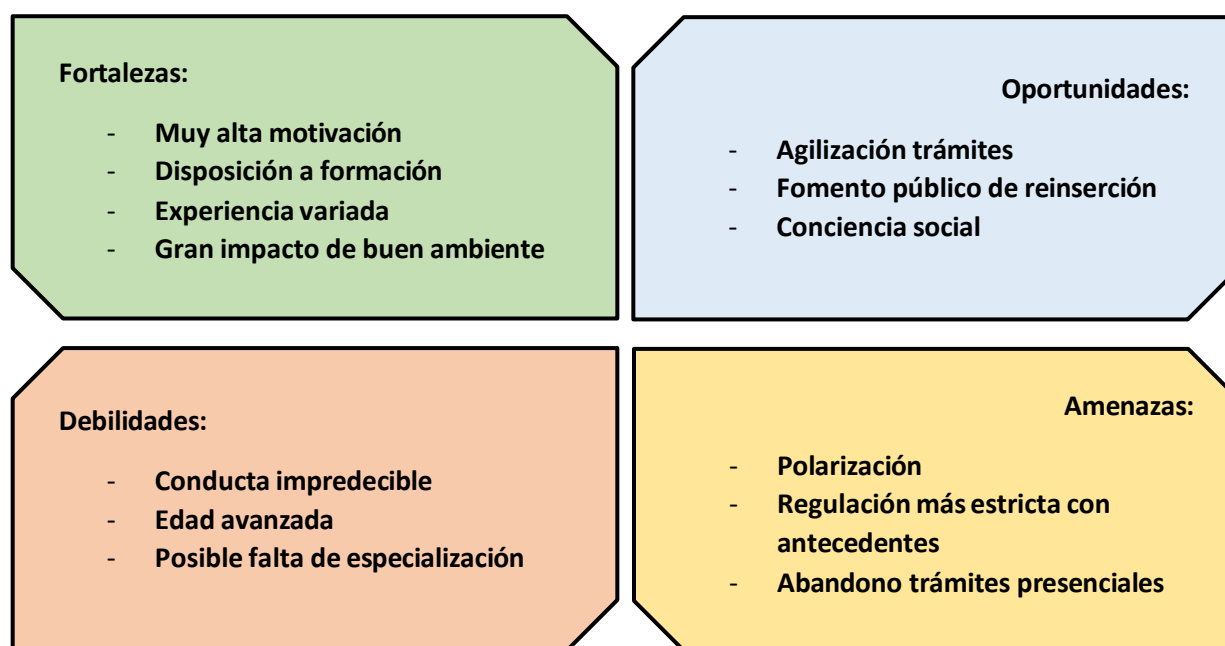 Fortalezas:
- Muy alta motivación
- Disposición a formación
- Experiencia variada
- Gran impacto de buen ambiente
Oportunidades:
- Agilización trámites
- Fomento público de reinserción
- Conciencia social
Debilidades:
- Conducta impredecible
- Edad avanzada
- Posible falta de especialización
Amenazas:
- Polarización
- Regulación más estricta con
antecedentes
- Abandono trámites presenciales